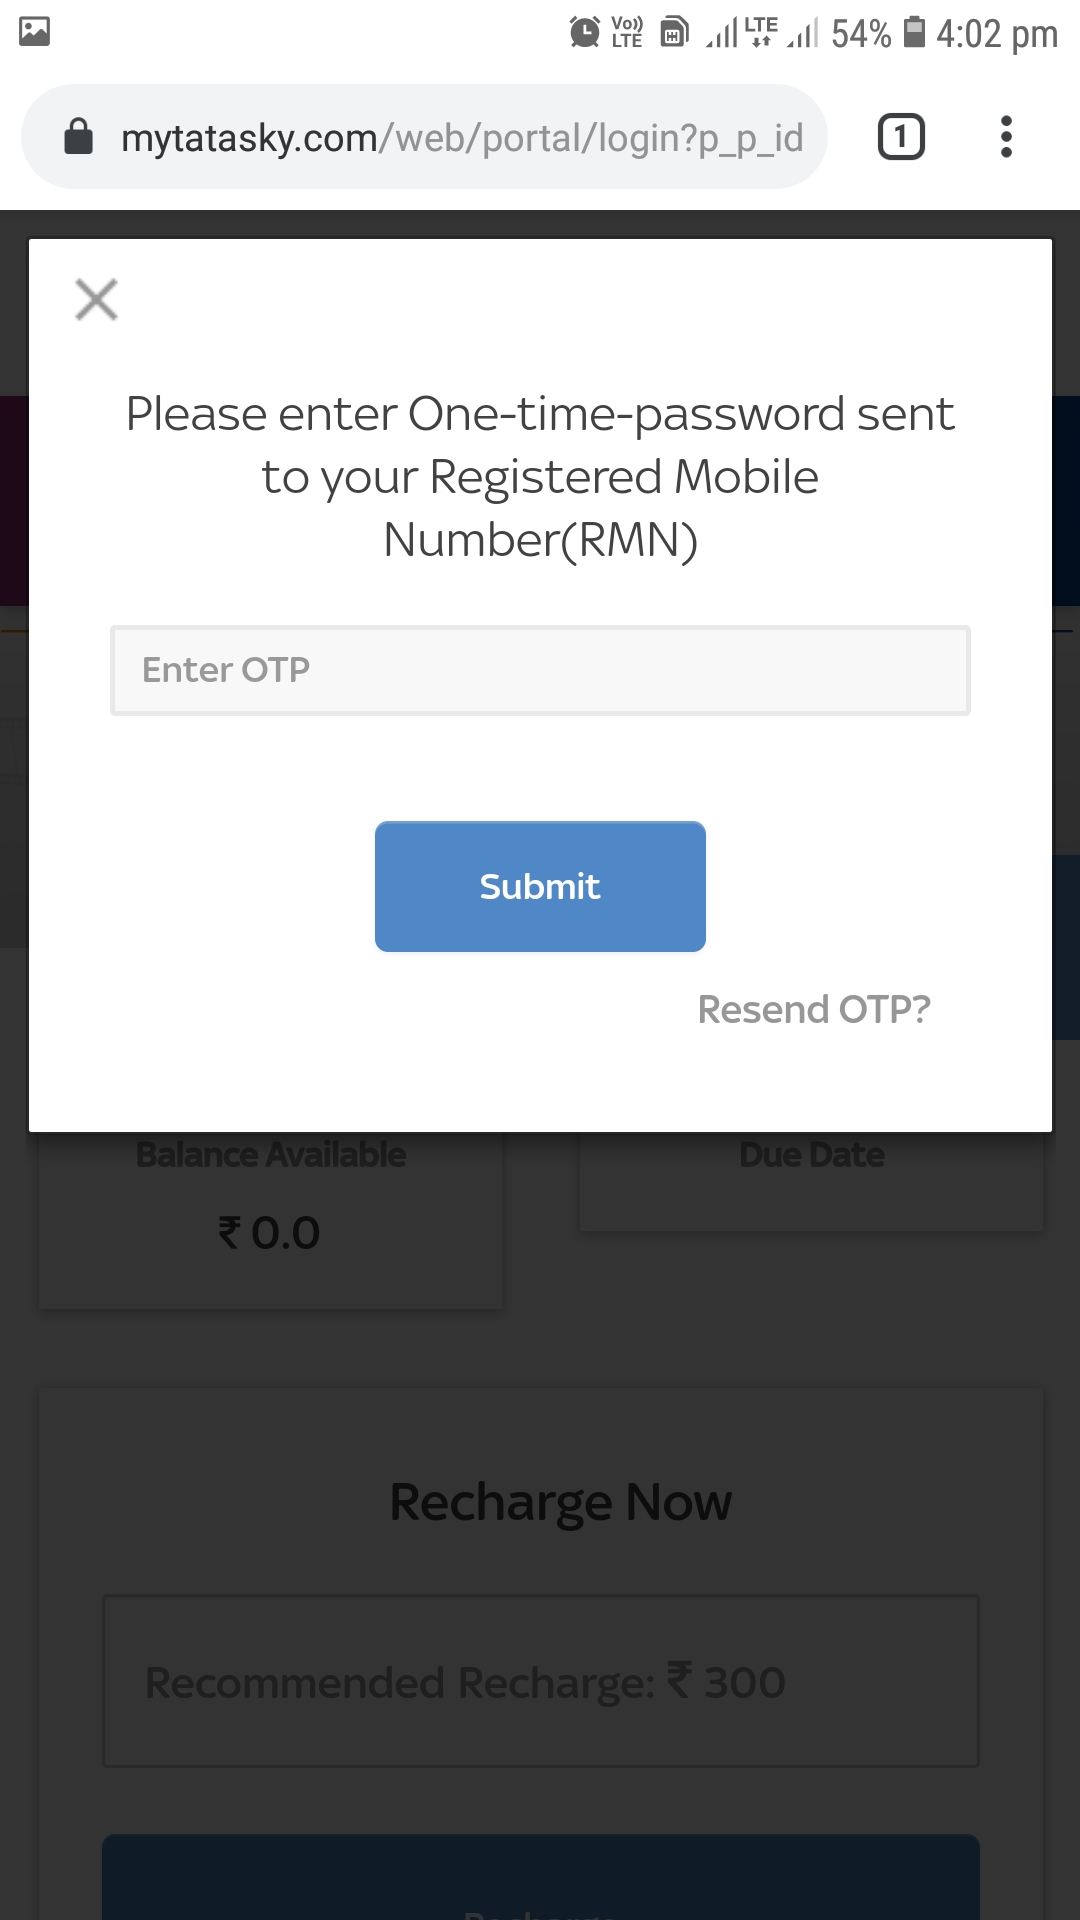 Vo))
LTE
LTE
54%
4:02 pm
mytatasky.com/web/portal/login?p_p_id
1
Please enter One-time-password sent
to your Registered Mobile
Number(RMN)
Enter OTP
Submit
Resend OTP?
Balance Available
Due Date
₹ 0.0
Recharge Now
Recommended Recharge: ₹ 300
Recharge